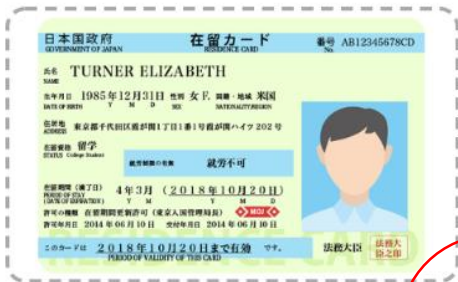 日本国政府 在留カード 番号 AB12345678CD
GOVERNMENT OF JAPAN RESIDENCE CARD No.
氏名 TURNER ELIZABETH
NAME
生年月日 1985年12月31日 性別 女 F. 国籍・地域 米国
DATE OF BIRTH Y M D SEX NATIONALITY/REGION
住居地 東京都千代田区霞が関1丁目1番1号霞が関ハイツ202号
ADDRESS
在留資格 留学
STATUS College Student
就労制限の有無 就労不可
在留期間(満了日) 4年3月 (2018年10月20日)
PERIOD OF STAY
(DATE OF EXPIRATION) Y M Y M D
許可の種類 在留期間更新許可(東京入国管理局長) MOJ
許可年月日 2014年06月10日 交付年月日 2014年06月10日
このカードは 2018年10月20日まで有効 です。
PERIOD OF VALIDITY OF THIS CARD
法務大臣 法務大臣之印